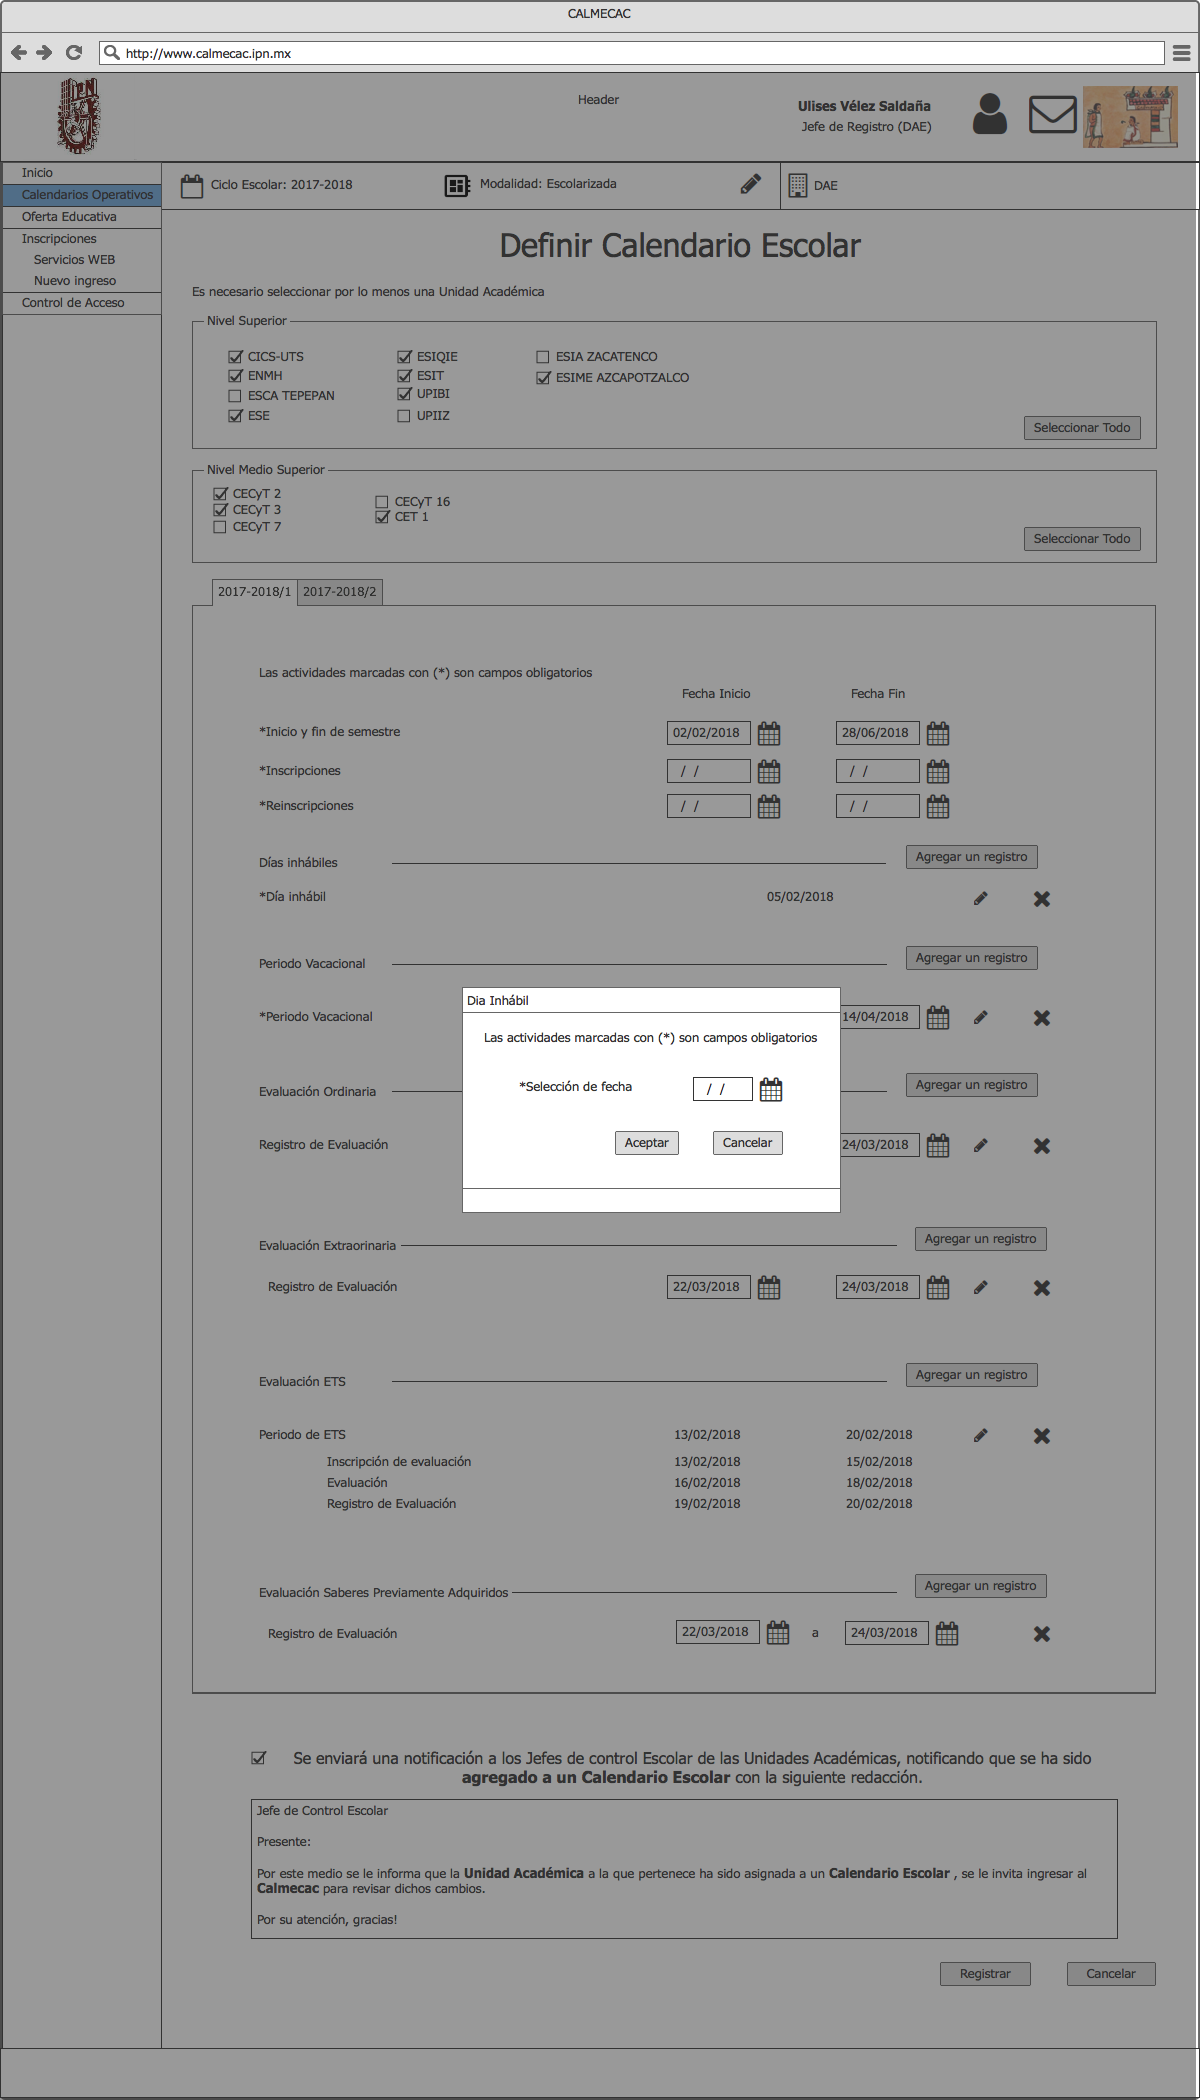 CALMECAC
http://www.calmecac.ipn.mx
IPN
Header
Ulises Vélez Saldaña
Jefe de Registro (DAE)
Inicio
Calendarios Operativos
Oferta Educativa
Inscripciones
Servicios WEB
Nuevo ingreso
Control de Acceso
Ciclo Escolar: 2017-2018
Modalidad: Escolarizada
DAE
Definir Calendario Escolar
Es necesario seleccionar por lo menos una Unidad Académica
Nivel Superior
CICS-UTS ESIQIE ESIA ZACATENCO
ENMH ESIT ESIME AZCAPOTZALCO
ESCA TEPEPAN UPIBI
ESE UPIIZ
Seleccionar Todo
Nivel Medio Superior
CECyT 2 CECyT 16
CECyT 3 CET 1
CECyT 7
Seleccionar Todo
2017-2018/1 2017-2018/2
Las actividades marcadas con (*) son campos obligatorios
Fecha Inicio Fecha Fin
*Inicio y fin de semestre 02/02/2018 28/06/2018
*Inscripciones / / / /
*Reinscripciones / / / /
Días inhábiles Agregar un registro
*Día inhábil 05/02/2018
Periodo Vacacional Agregar un registro
*Periodo Vacacional 14/04/2018
Dia Inhábil
Las actividades marcadas con (*) son campos obligatorios
*Selección de fecha / /
Aceptar Cancelar
Evaluación Ordinaria Agregar un registro
Registro de Evaluación 24/03/2018
Evaluación Extraorinaria Agregar un registro
Registro de Evaluación 22/03/2018 24/03/2018
Evaluación ETS Agregar un registro
Periodo de ETS 13/02/2018 20/02/2018
Inscripción de evaluación 13/02/2018 15/02/2018
Evaluación 16/02/2018 18/02/2018
Registro de Evaluación 19/02/2018 20/02/2018
Evaluación Saberes Previamente Adquiridos Agregar un registro
Registro de Evaluación 22/03/2018 a 24/03/2018
Se enviará una notificación a los Jefes de control Escolar de las Unidades Académicas, notificando que se ha sido
agregado a un Calendario Escolar con la siguiente redacción.
Jefe de Control Escolar
Presente:
Por este medio se le informa que la Unidad Académica a la que pertenece ha sido asignada a un Calendario Escolar , se le invita ingresar al
Calmecac para revisar dichos cambios.
Por su atención, gracias!
Registrar Cancelar